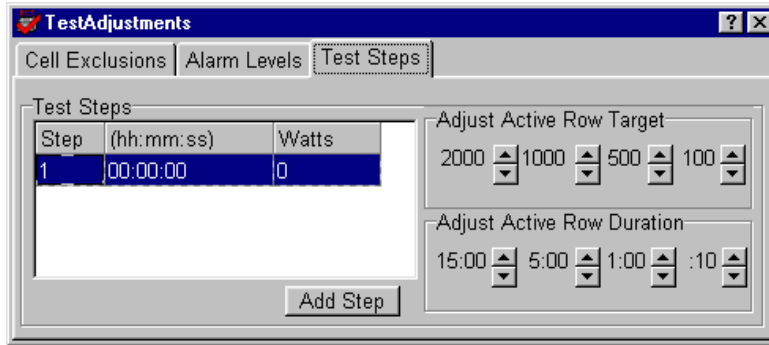 TestAdjustments
Cell Exclusions Alarm Levels Test Steps
Test Steps
Step (hh:mm:ss) Watts
1 00:00:00 0
Add Step
Adjust Active Row Target
2000 1000 500 100
Adjust Active Row Duration
15:00 5:00 1:00 :10